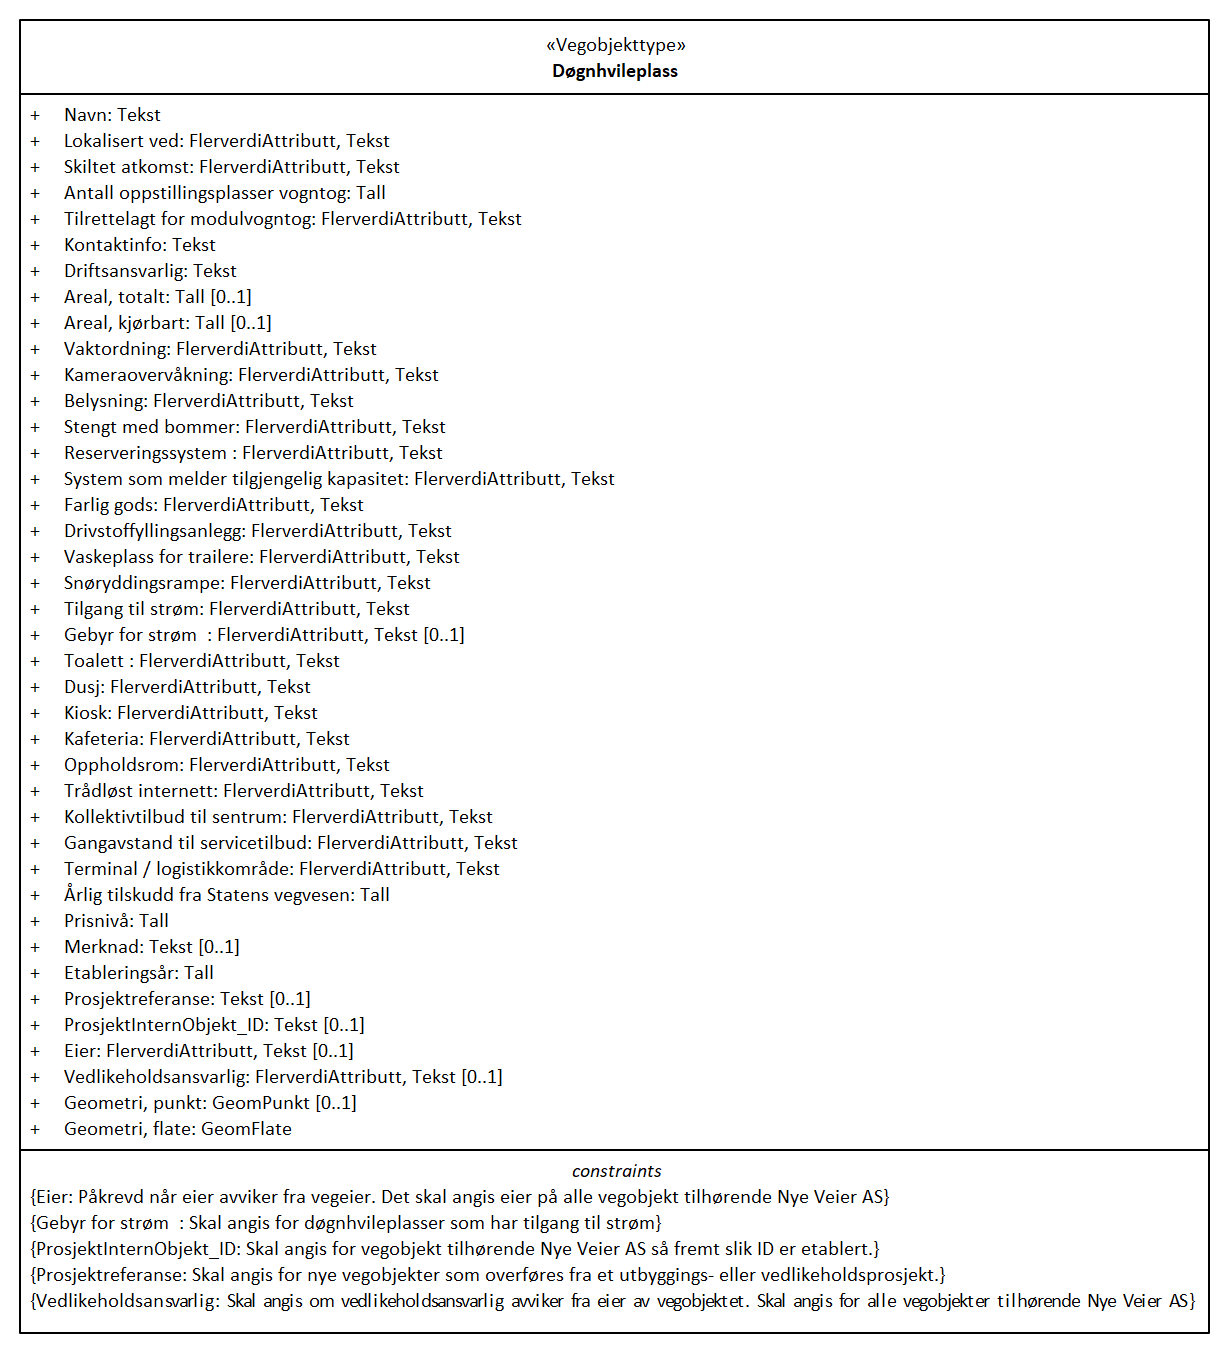 «Vegobjekttype»
Døgnhvileplass
+ Navn: Tekst
+ Lokalisert ved: FlerverdiAttributt, Tekst
+ Skiltet atkomst: FlerverdiAttributt, Tekst
+ Antall oppstillingsplasser vogntog: Tall
+ Tilrettelagt for modulvogntog: FlerverdiAttributt, Tekst
+ Kontaktinfo: Tekst
+ Driftsansvarlig: Tekst
+ Areal, totalt: Tall [0..1]
+ Areal, kjørbart: Tall [0..1]
+ Vaktordning: FlerverdiAttributt, Tekst
+ Kameraovervåkning: FlerverdiAttributt, Tekst
+ Belysning: FlerverdiAttributt, Tekst
+ Stengt med bommer: FlerverdiAttributt, Tekst
+ Reserveringssystem : FlerverdiAttributt, Tekst
+ System som melder tilgjengelig kapasitet: FlerverdiAttributt, Tekst
+ Farlig gods: FlerverdiAttributt, Tekst
+ Drivstoffyllingsanlegg: FlerverdiAttributt, Tekst
+ Vaskeplass for trailere: FlerverdiAttributt, Tekst
+ Snøryddingsrampe: FlerverdiAttributt, Tekst
+ Tilgang til strøm: FlerverdiAttributt, Tekst
+ Gebyr for strøm  : FlerverdiAttributt, Tekst [0..1]
+ Toalett : FlerverdiAttributt, Tekst
+ Dusj: FlerverdiAttributt, Tekst
+ Kiosk: FlerverdiAttributt, Tekst
+ Kafeteria: FlerverdiAttributt, Tekst
+ Oppholdsrom: FlerverdiAttributt, Tekst
+ Trådløst internett: FlerverdiAttributt, Tekst
+ Kollektivtilbud til sentrum: FlerverdiAttributt, Tekst
+ Gangavstand til servicetilbud: FlerverdiAttributt, Tekst
+ Terminal / logistikkområde: FlerverdiAttributt, Tekst
+ Årlig tilskudd fra Statens vegvesen: Tall
+ Prisnivå: Tall
+ Merknad: Tekst [0..1]
+ Etableringsår: Tall
+ Prosjektreferanse: Tekst [0..1]
+ ProsjektInternObjekt_ID: Tekst [0..1]
+ Eier: FlerverdiAttributt, Tekst [0..1]
+ Vedlikeholdsansvarlig: FlerverdiAttributt, Tekst [0..1]
+ Geometri, punkt: GeomPunkt [0..1]
+ Geometri, flate: GeomFlate
constraints
{Eier: Påkrevd når eier avviker fra vegeier. Det skal angis eier på alle vegobjekt tilhørende Nye Veier AS}
{Gebyr for strøm  : Skal angis for døgnhvileplasser som har tilgang til strøm}
{ProsjektInternObjekt_ID: Skal angis for vegobjekt tilhørende Nye Veier AS så fremt slik ID er etablert.}
{Prosjektreferanse: Skal angis for nye vegobjekter som overføres fra et utbyggings- eller vedlikeholdsprosjekt.}
{Vedlikeholdsansvarlig: Skal angis om vedlikeholdsansvarlig avviker fra eier av vegobjektet. Skal angis for alle vegobjekter tilhørende Nye Veier AS}